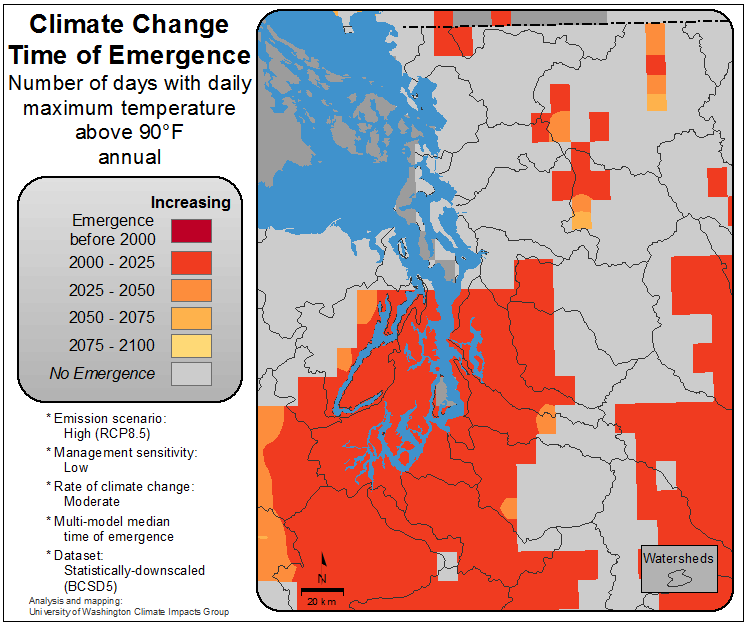 Climate Change
Time of Emergence
Number of days with daily
maximum temperature
above 90°F
annual
Increasing
Emergence
before 2000
2000 - 2025
2025 - 2050
2050 - 2075
2075 - 2100
No Emergence
* Emission scenario:
High (RCP8.5)
* Management sensitivity:
Low
* Rate of climate change:
Moderate
* Multi-model median
time of emergence
* Dataset:
Statistically-downscaled
(BCSD5)
Analysis and mapping:
University of Washington Climate Impacts Group
N
20 km
Watersheds